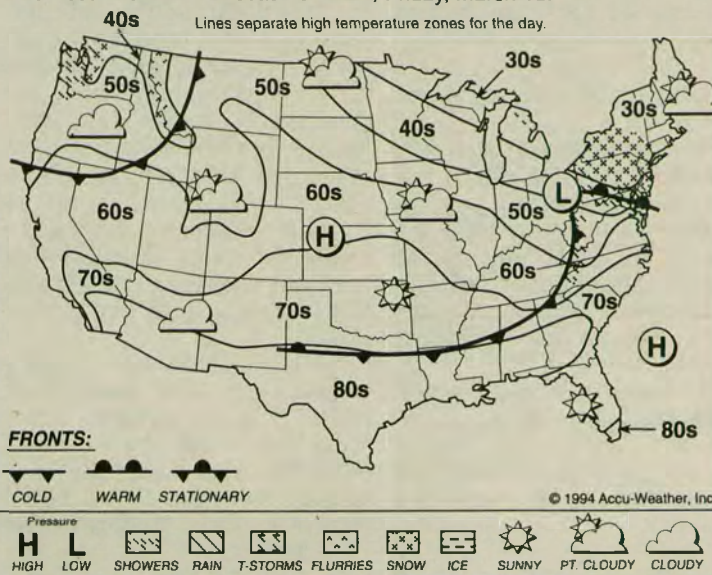 Lines separate high temperature zones for the day.
40s
30s
50s
50s
30s
40s
60s
L
50s
60s
H
60s
70s
70s
70s
H
80s
80s
FRONTS:
COLD WARM STATIONARY
© 1994 Accu-Weather, Inc
Pressure
H L
HIGH LOW SHOWERS RAIN T-STORMS FLURRIES SNOW ICE SUNNY PT. CLOUDY CLOUDY